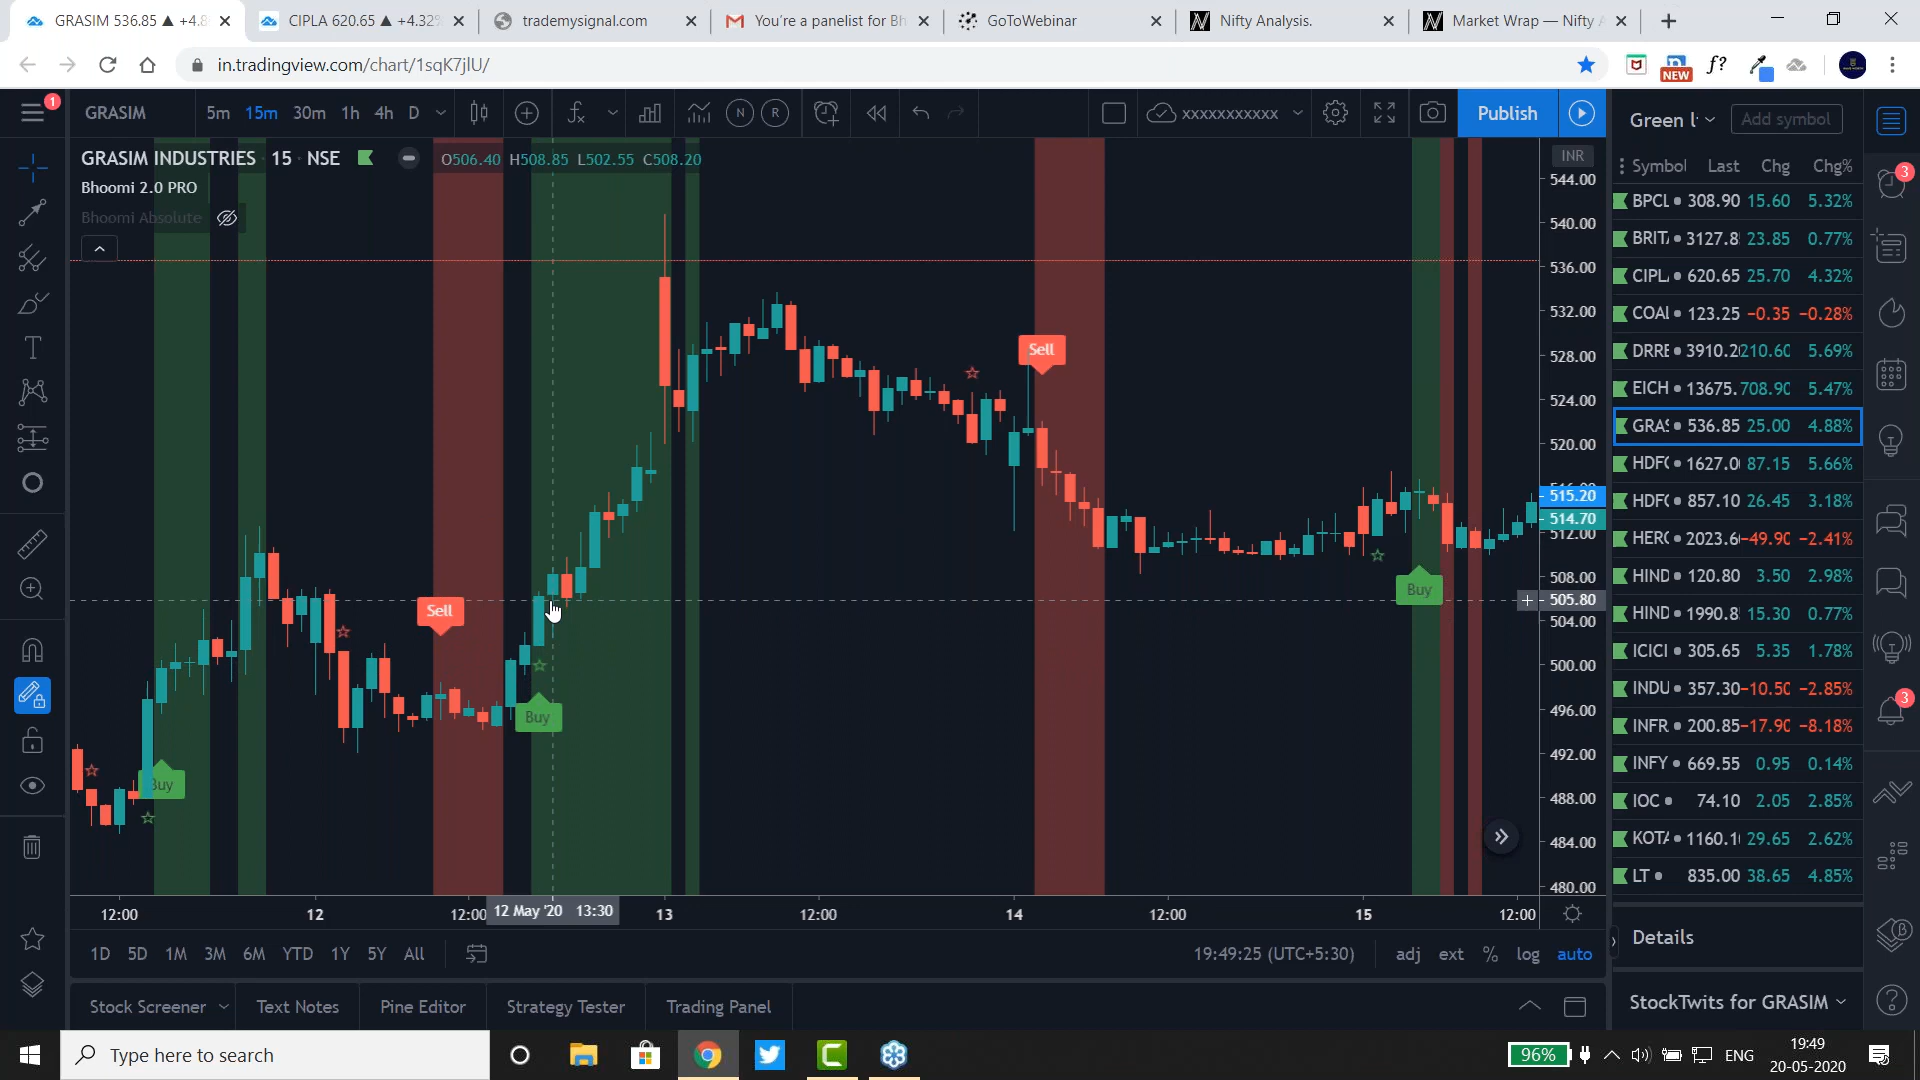 GRASIM 536.85 ▲ +4.8
CIPLA 620.65 ▲ +4.32%
trademysignal.com
You're a panelist for Bh
GoToWebinar
Nifty Analysis.
Market Wrap — Nifty A
in.tradingview.com/chart/1sqK7jlU/
NEW
f?
1
GRASIM
5m 15m 30m 1h 4h D
N R
xxxxxxxxxxxx
Publish
Green l
Add symbol
GRASIM INDUSTRIES 15 NSE
O506.40 H508.85 L502.55 C508.20
Bhoomi 2.0 PRO
Bhoomi Absolute
INR
544.00
540.00
536.00
532.00
528.00
524.00
520.00
515.20
514.70
512.00
508.00
505.80
504.00
500.00
496.00
492.00
488.00
484.00
480.00
Sell
Sell
Buy
Buy
Buy
Symbol Last Chg Chg%
BPCL 308.90 15.60 5.32%
BRIT 3127.8 23.85 0.77%
CIPL 620.65 25.70 4.32%
COAL 123.25 −0.35 −0.28%
DRRE 3910.2 210.60 5.69%
EICH 13675. 708.90 5.47%
GRAS 536.85 25.00 4.88%
HDFC 1627.0 87.15 5.66%
HDFC 857.10 26.45 3.18%
HERO 2023.6 −49.90 −2.41%
HIND 120.80 3.50 2.98%
HIND 1990.8 15.30 0.77%
ICICI 305.65 5.35 1.78%
INDU 357.30 −10.50 −2.85%
INFR 200.85 −17.90 −8.18%
INFY 669.55 0.95 0.14%
IOC 74.10 2.05 2.85%
KOTA 1160.1 29.65 2.62%
LT 835.00 38.65 4.85%
3
3
12:00 12 12:00 12 May '20 13:30 13 12:00 14 12:00 15 12:00
1D 5D 1M 3M 6M YTD 1Y 5Y All
19:49:25 (UTC+5:30) adj ext % log auto
Details
Stock Screener Text Notes Pine Editor Strategy Tester Trading Panel
StockTwits for GRASIM
Type here to search
96%
ENG
19:49
20-05-2020